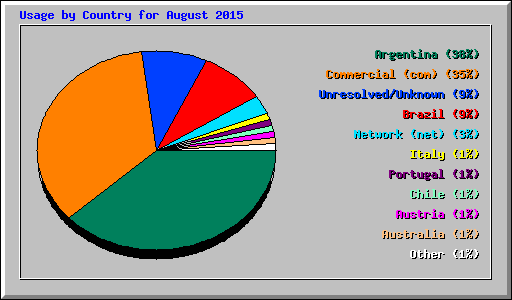 Usage by Country for August 2015
Argentina (38%)
Commercial (com) (35%)
Unresolved/Unknown (9%)
Brazil (9%)
Network (net) (3%)
Italy (1%)
Portugal (1%)
Chile (1%)
Austria (1%)
Australia (1%)
Other (1%)